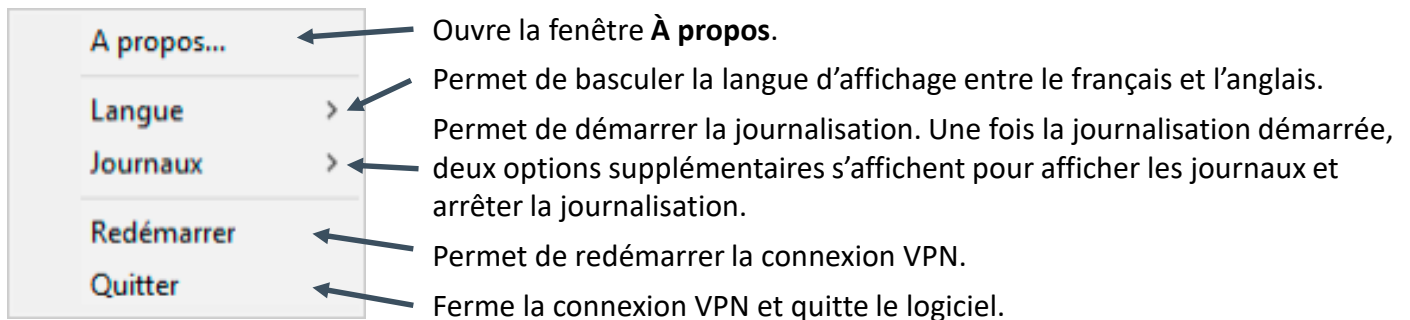 A propos...
Ouvre la fenêtre À propos.
Langue >
Permet de basculer la langue d’affichage entre le français et l’anglais.
Journaux >
Permet de démarrer la journalisation. Une fois la journalisation démarrée,
deux options supplémentaires s’affichent pour afficher les journaux et
arrêter la journalisation.
Redémarrer
Permet de redémarrer la connexion VPN.
Quitter
Ferme la connexion VPN et quitte le logiciel.